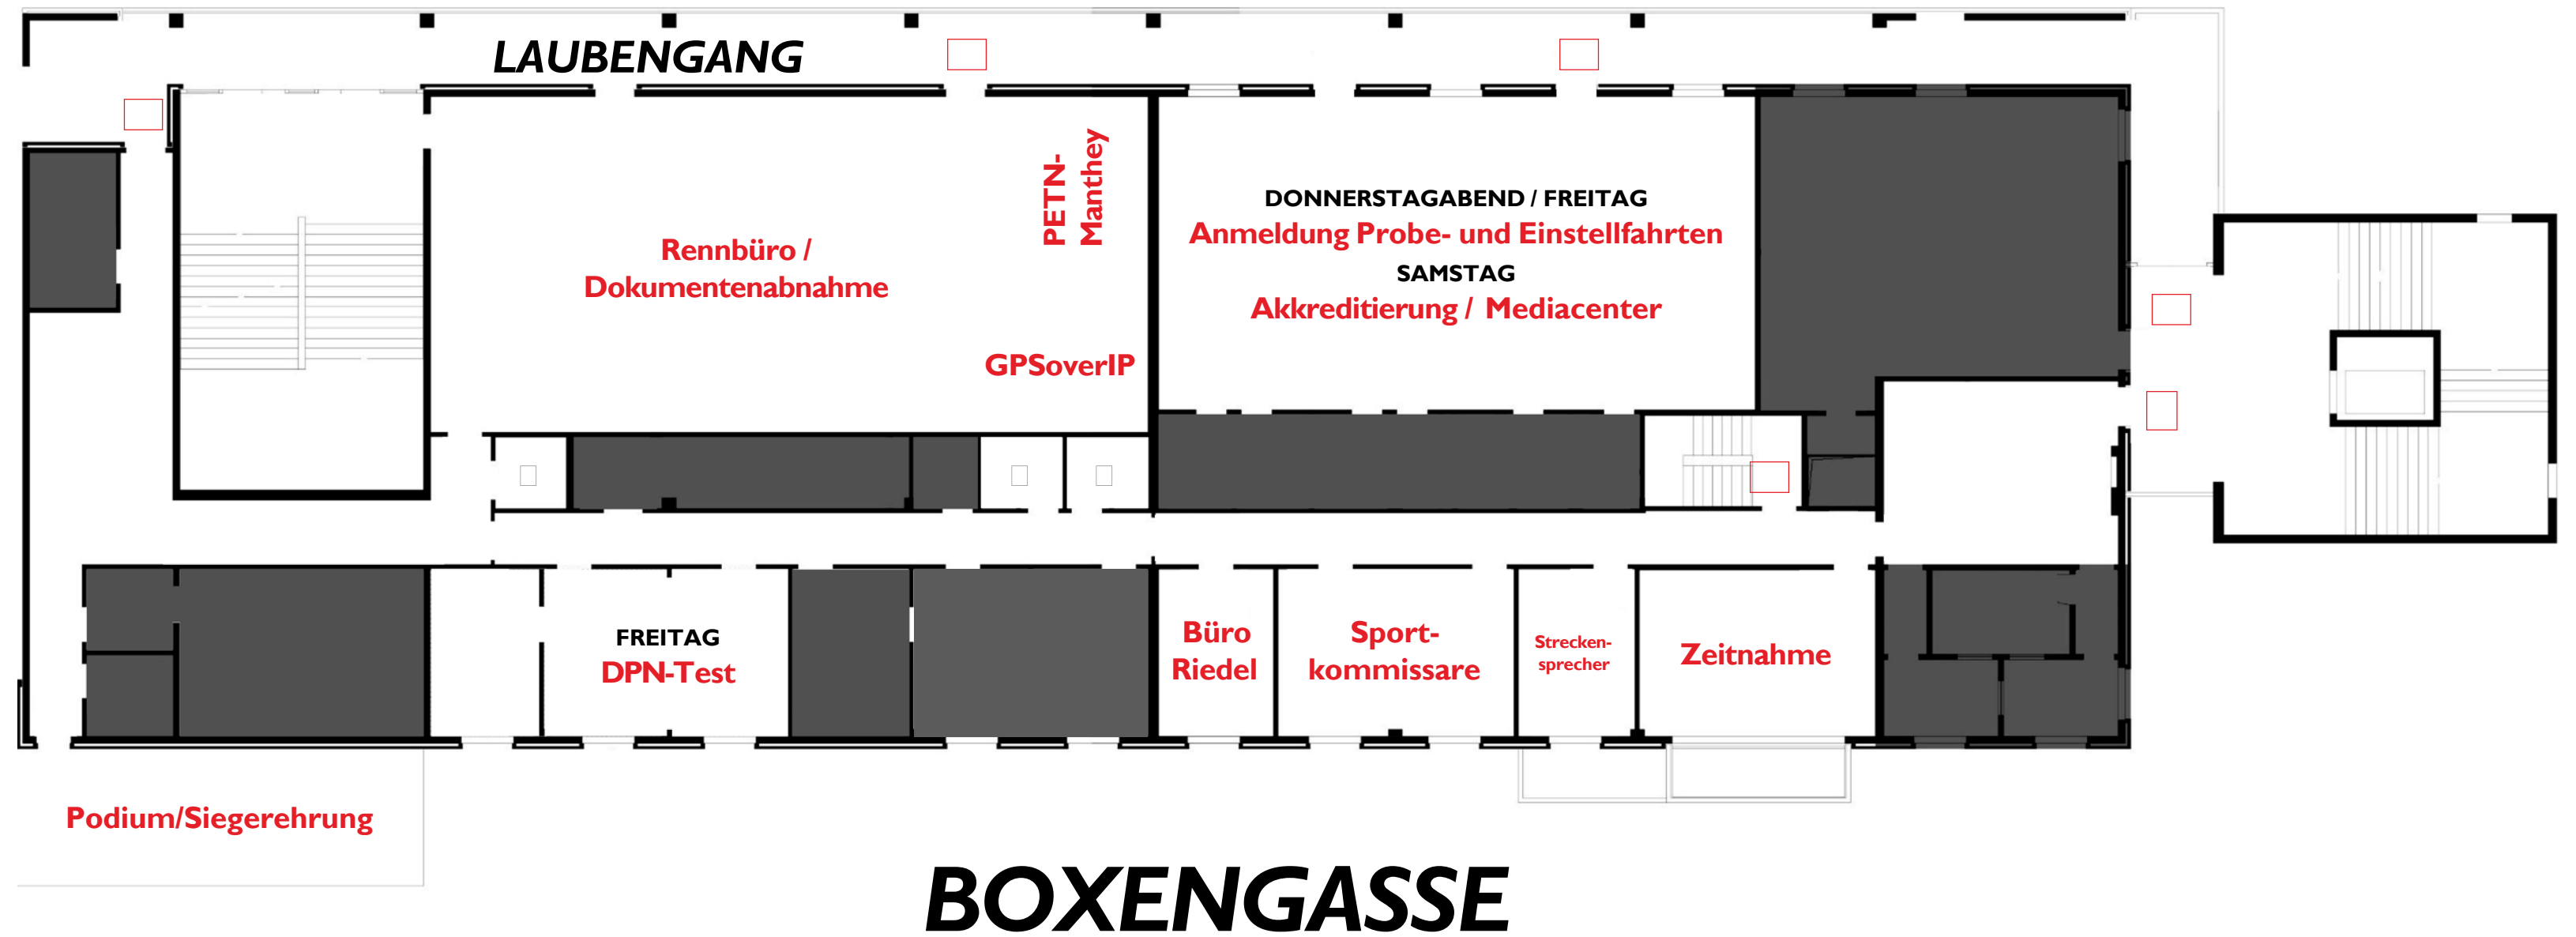 LAUBENGANG
PETN-
Manthey
Rennbüro /
Dokumentenabnahme
GPSoverIP
DONNERSTAGABEND / FREITAG
Anmeldung Probe- und Einstellfahrten
SAMSTAG
Akkreditierung / Mediacenter
FREITAG
DPN-Test
Büro
Riedel
Sport-
kommissare
Strecken-
sprecher
Zeitnahme
Podium/Siegerehrung
BOXENGASSE